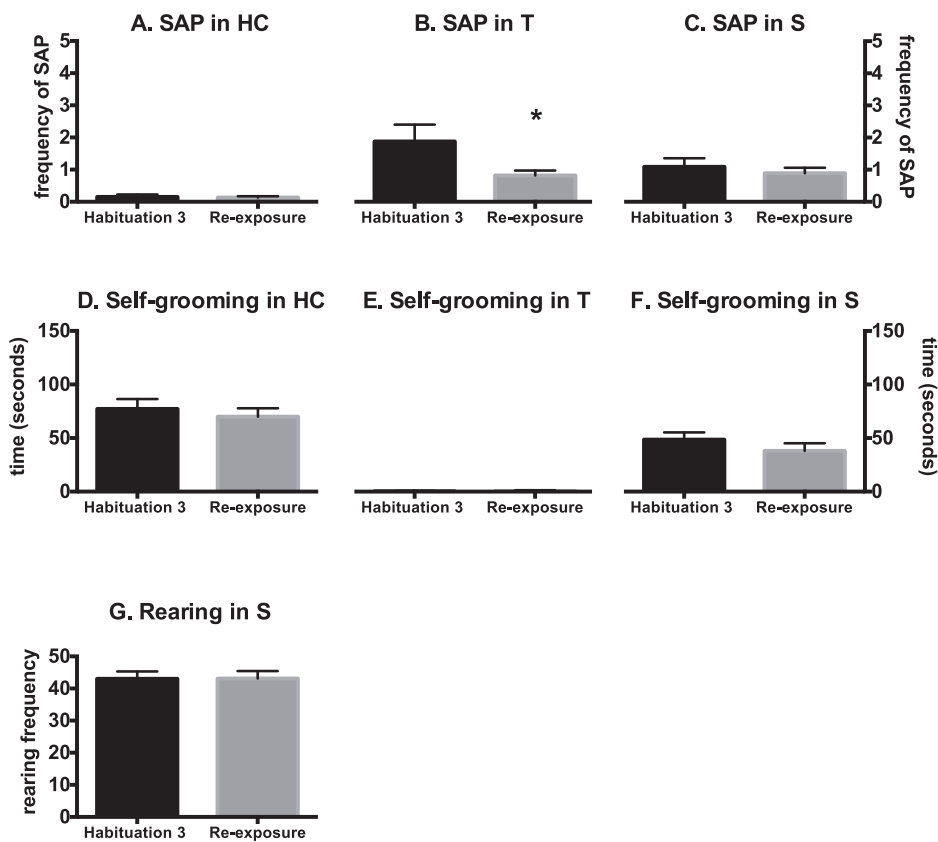 A. SAP in HC
B. SAP in T
C. SAP in S
frequency of SAP
5
4
3
2
1
0
Habituation 3
Re-exposure
*
Habituation 3
Re-exposure
5
4
3
2
1
0
frequency of SAP
Habituation 3
Re-exposure
D. Self-grooming in HC
E. Self-grooming in T
F. Self-grooming in S
time (seconds)
150
100
50
0
Habituation 3
Re-exposure
Habituation 3
Re-exposure
150
100
50
0
time (seconds)
Habituation 3
Re-exposure
G. Rearing in S
rearing frequency
50
40
30
20
10
0
Habituation 3
Re-exposure